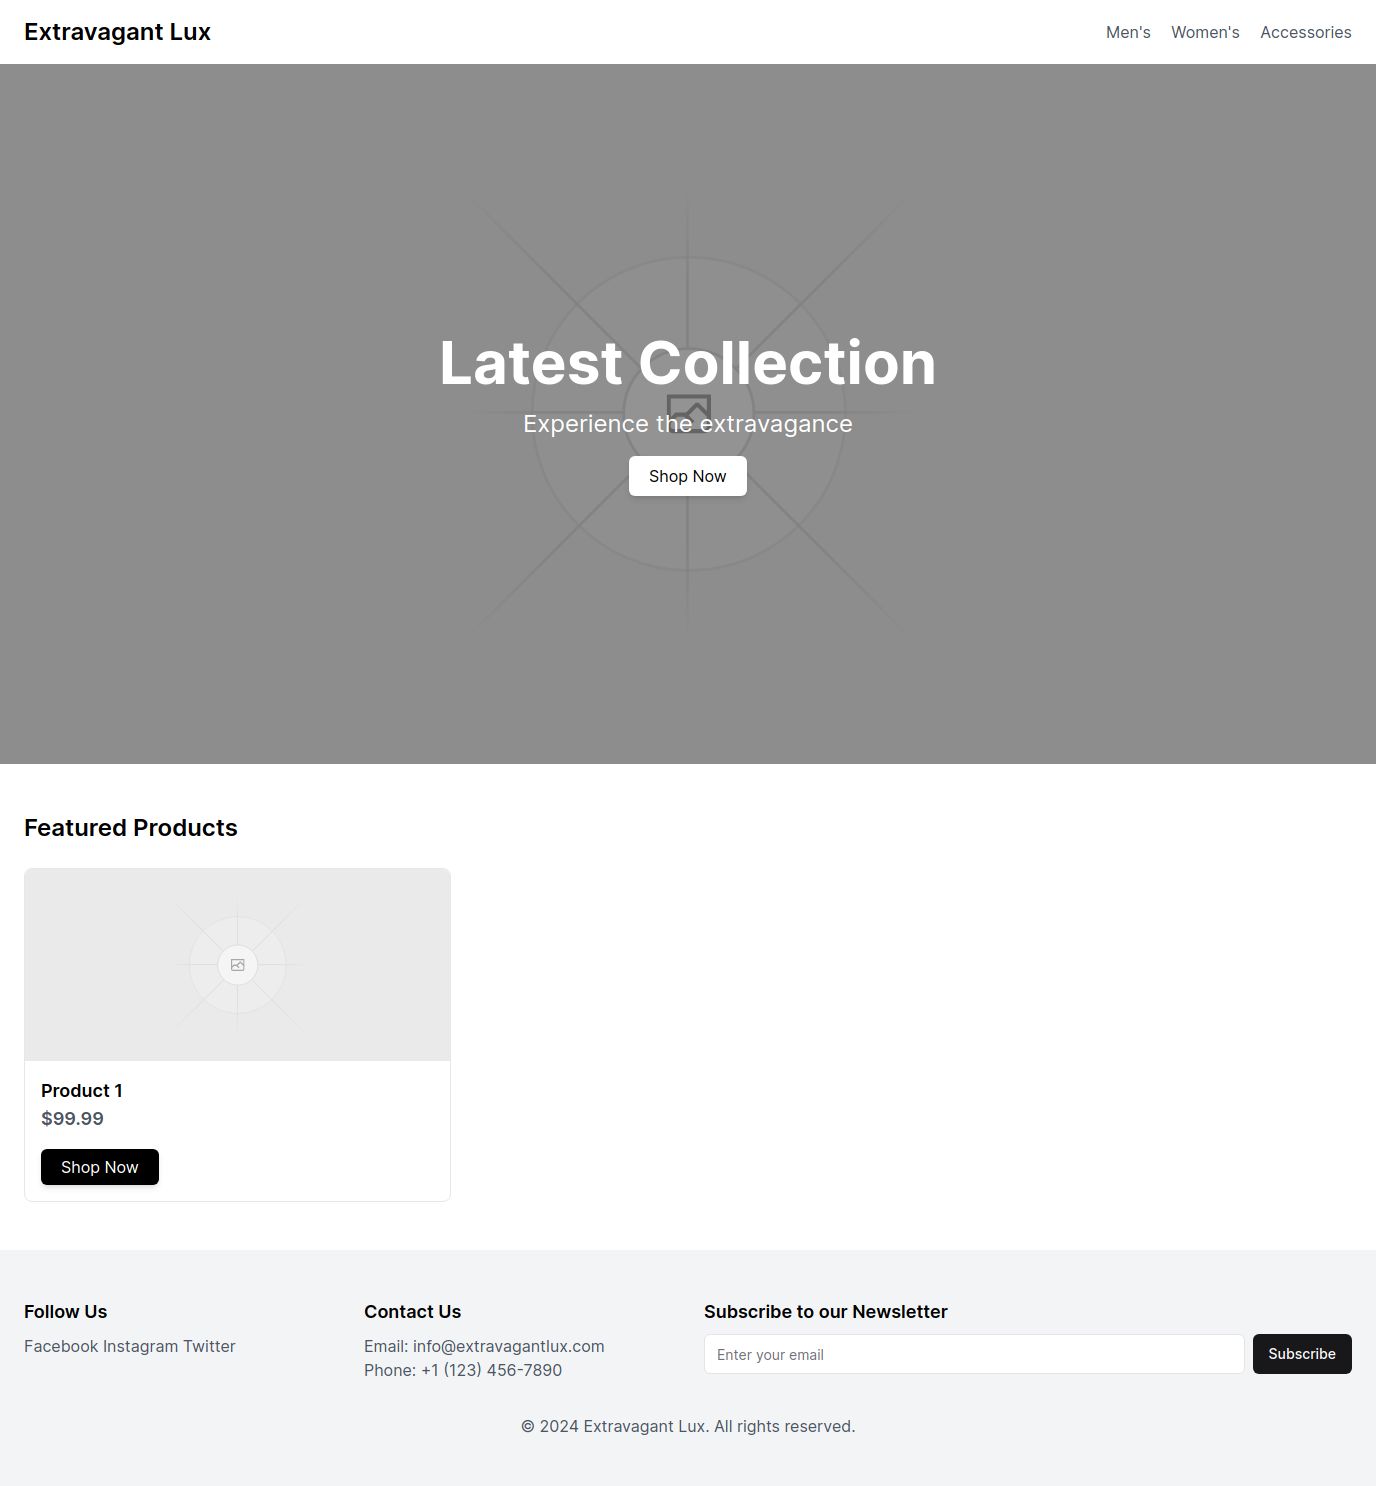 Extravagant Lux
Men's Women's Accessories
Latest Collection
Experience the extravagance
Shop Now
Featured Products
Product 1
$99.99
Shop Now
Follow Us
Facebook Instagram Twitter
Contact Us
Email: info@extravagantlux.com
Phone: +1 (123) 456-7890
Subscribe to our Newsletter
Enter your email
Subscribe
© 2024 Extravagant Lux. All rights reserved.